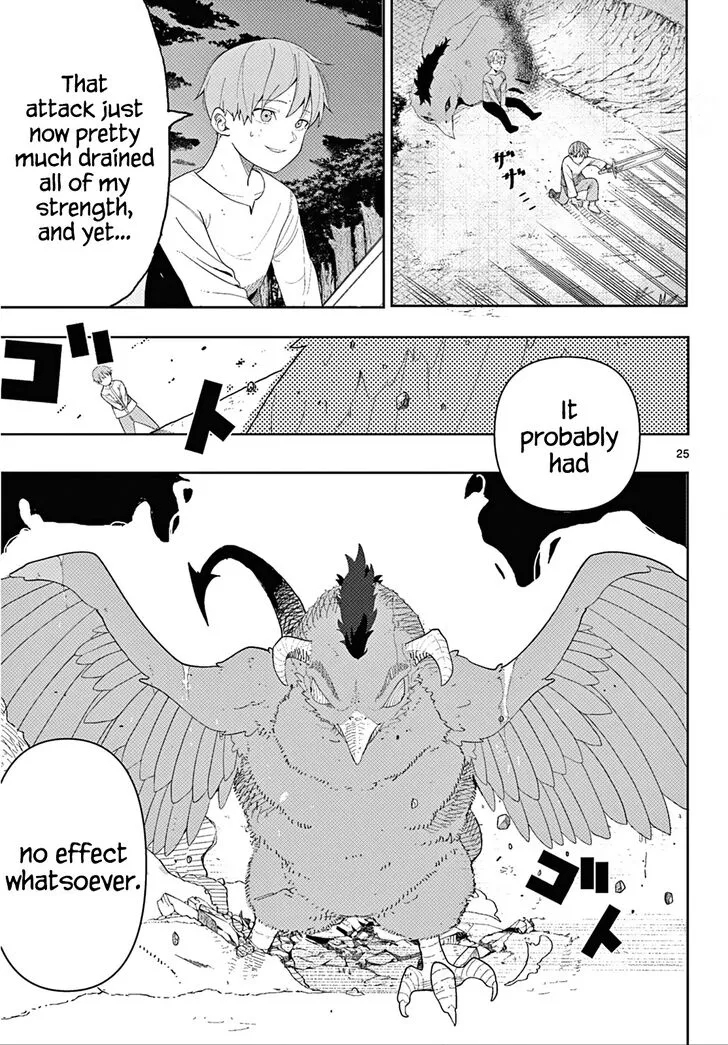 ザ
ザ
ザ
That
attack just
now pretty
much drained
all of my
strength,
and yet...
It
probably
had
25
ゴ
ト
no effect
whatsoever.
ゴ
ト